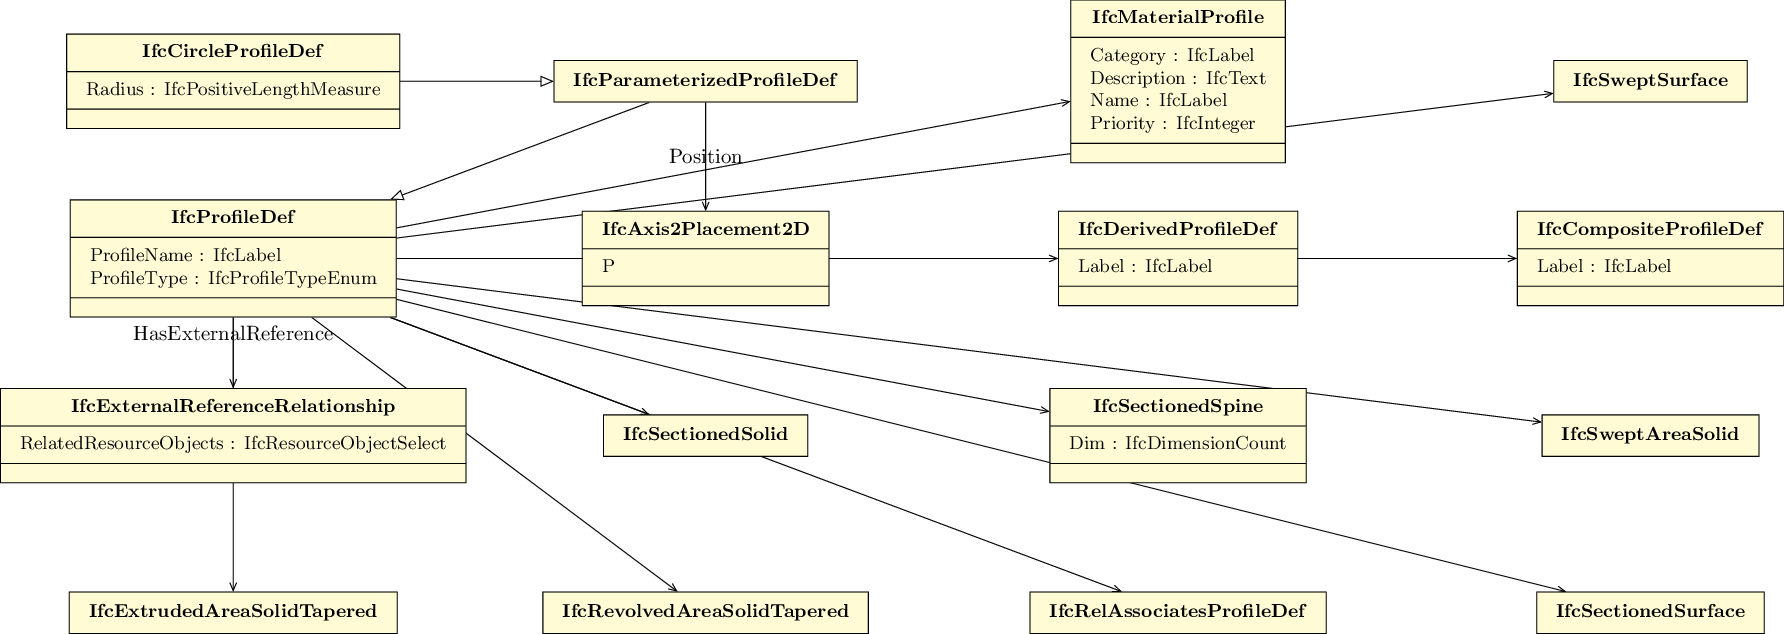 IfcCircleProfileDef
Radius : IfcPositiveLengthMeasure
IfcParameterizedProfileDef
IfcMaterialProfile
Category : IfcLabel
Description : IfcText
Name : IfcLabel
Priority : IfcInteger
IfcSweptSurface
Position
IfcProfileDef
ProfileName : IfcLabel
ProfileType : IfcProfileTypeEnum
IfcAxis2Placement2D
P
IfcDerivedProfileDef
Label : IfcLabel
IfcCompositeProfileDef
Label : IfcLabel
HasExternalReference
IfcExternalReferenceRelationship
RelatedResourceObjects : IfcResourceObjectSelect
IfcSectionedSolid
IfcSectionedSpine
Dim : IfcDimensionCount
IfcSweptAreaSolid
IfcExtrudedAreaSolidTapered
IfcRevolvedAreaSolidTapered
IfcRelAssociatesProfileDef
IfcSectionedSurface